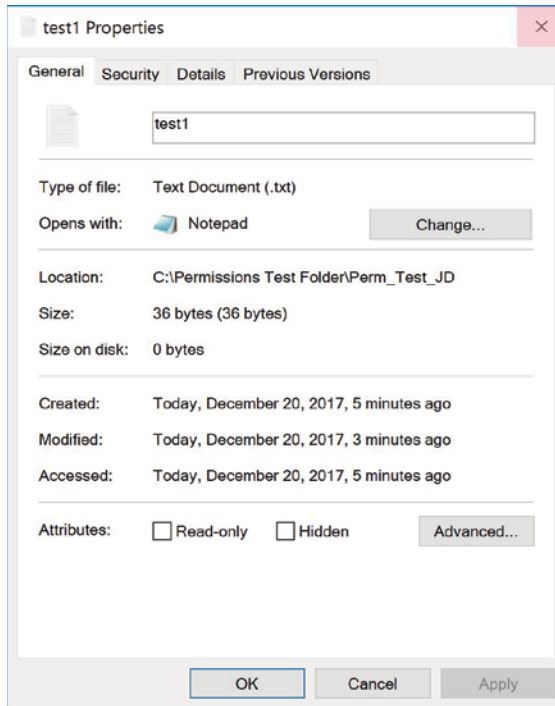 test1 Properties
General Security Details Previous Versions
test1
Type of file: Text Document (.txt)
Opens with: Notepad Change...
Location: C:\Permissions Test Folder\Perm_Test_JD
Size: 36 bytes (36 bytes)
Size on disk: 0 bytes
Created: Today, December 20, 2017, 5 minutes ago
Modified: Today, December 20, 2017, 3 minutes ago
Accessed: Today, December 20, 2017, 5 minutes ago
Attributes: Read-only Hidden Advanced...
OK Cancel Apply